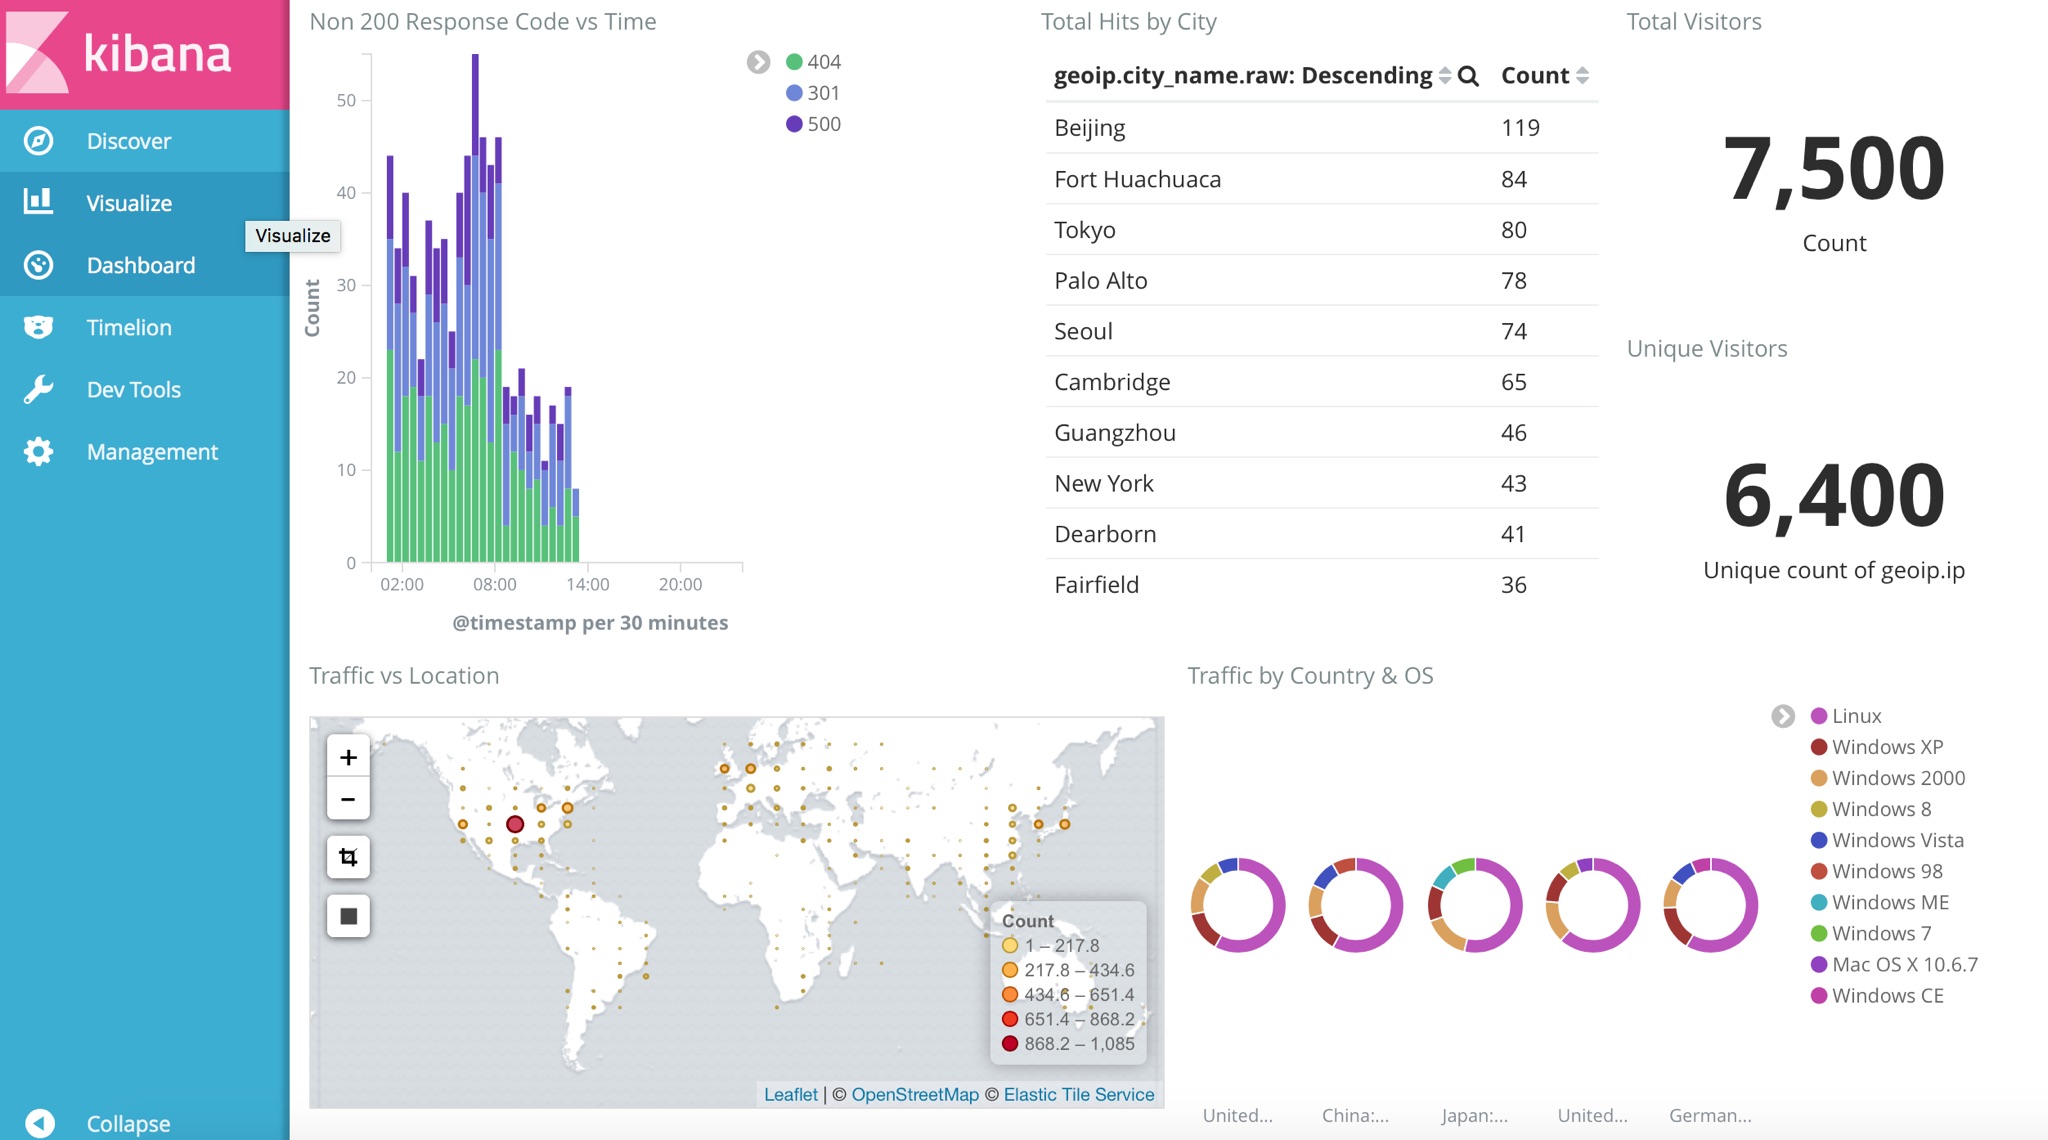 kibana
Discover
Visualize
Visualize
Dashboard
Timelion
Dev Tools
Management
Collapse
Non 200 Response Code vs Time
404
301
500
50
40
30
20
10
0
Count
02:00 08:00 14:00 20:00
@timestamp per 30 minutes
Total Hits by City
geoip.city_name.raw: Descending Count
Beijing 119
Fort Huachuaca 84
Tokyo 80
Palo Alto 78
Seoul 74
Cambridge 65
Guangzhou 46
New York 43
Dearborn 41
Fairfield 36
Total Visitors
7,500
Count
Unique Visitors
6,400
Unique count of geoip.ip
Traffic vs Location
+
−
Count
1 – 217.8
217.8 – 434.6
434.6 – 651.4
651.4 – 868.2
868.2 – 1,085
Leaflet | © OpenStreetMap © Elastic Tile Service
Traffic by Country & OS
Linux
Windows XP
Windows 2000
Windows 8
Windows Vista
Windows 98
Windows ME
Windows 7
Mac OS X 10.6.7
Windows CE
United... China:... Japan:... United... German...